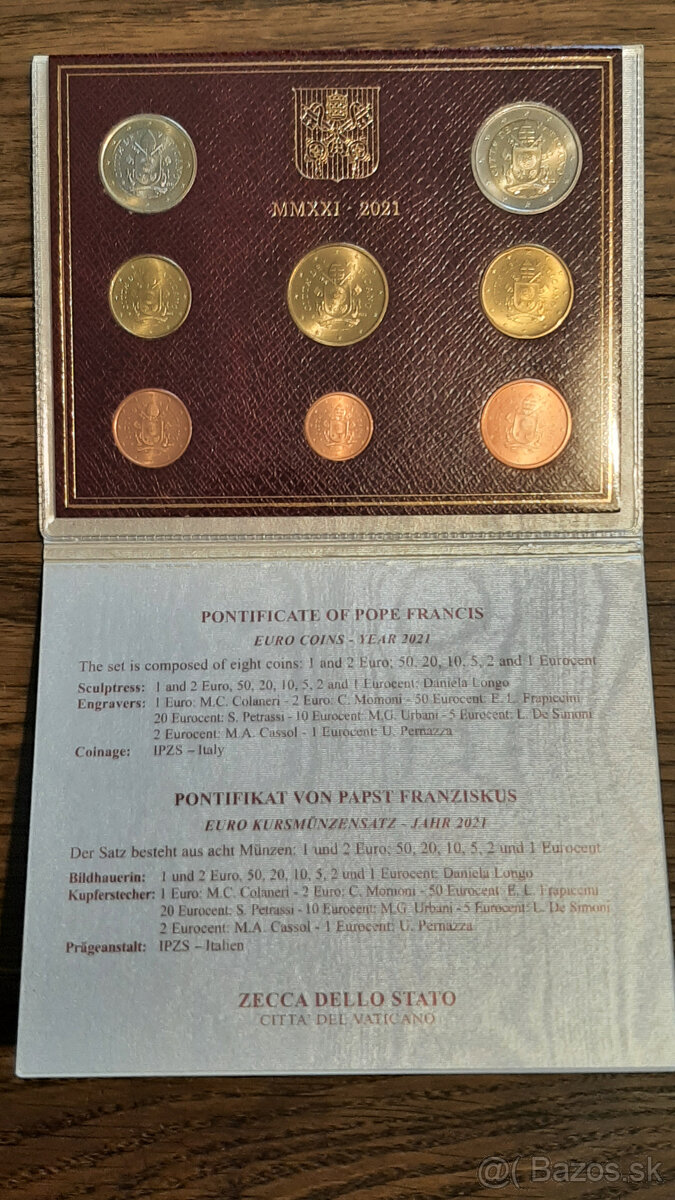 MMXXI - 2021
PONTIFICATE OF POPE FRANCIS
EURO COINS - YEAR 2021
The set is composed of eight coins: 1 and 2 Euro; 50, 20, 10, 5, 2 and 1 Eurocent
Sculptress: 1 and 2 Euro, 50, 20, 10, 5, 2 and 1 Eurocent: Daniela Longo
Engravers: 1 Euro: M.C. Colaneri - 2 Euro: C. Momoni - 50 Eurocent: E. L. Frapiccini
20 Eurocent: S. Petrassi - 10 Eurocent: M.G. Urbani - 5 Eurocent: L. De Simoni
2 Eurocent: M.A. Cassol - 1 Eurocent: U. Pernazza
Coinage: IPZS – Italy
PONTIFIKAT VON PAPST FRANZISKUS
EURO KURSMÜNZENSATZ - JAHR 2021
Der Satz besteht aus acht Münzen: 1 und 2 Euro; 50, 20, 10, 5, 2 und 1 Eurocent
Bildhauerin: 1 und 2 Euro, 50, 20, 10, 5, 2 und 1 Eurocent: Daniela Longo
Kupferstecher: 1 Euro: M.C. Colaneri - 2 Euro: C. Momoni - 50 Eurocent: E. L. Frapiccini
20 Eurocent: S. Petrassi - 10 Eurocent: M.G. Urbani - 5 Eurocent: L. De Simoni
2 Eurocent: M.A. Cassol - 1 Eurocent: U. Pernazza
Prägeanstalt: IPZS – Italien
ZECCA DELLO STATO
CITTA' DEL VATICANO
Bazos.sk